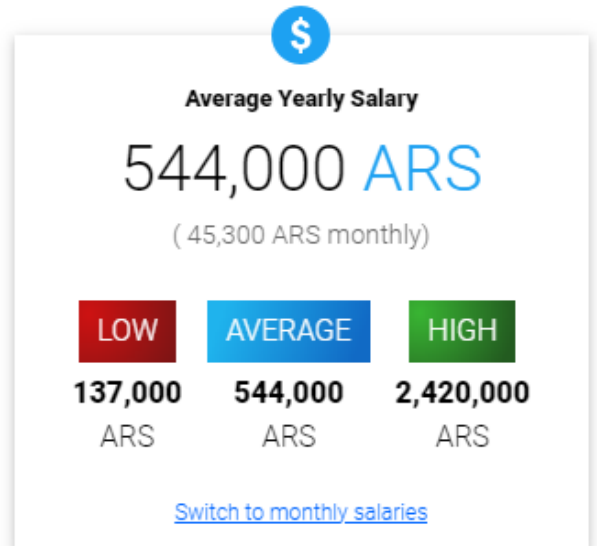 $
Average Yearly Salary
544,000 ARS
( 45,300 ARS monthly)
LOW AVERAGE HIGH
137,000 544,000 2,420,000
ARS ARS ARS
Switch to monthly salaries